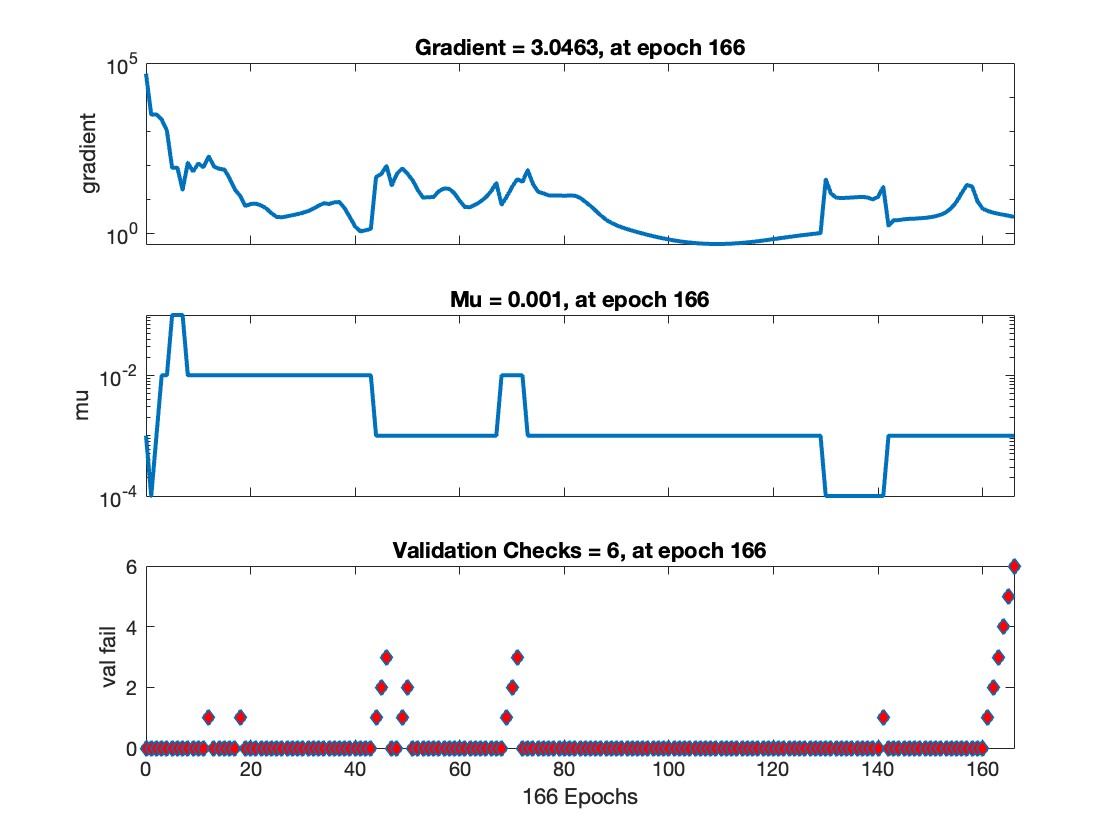 Gradient = 3.0463, at epoch 166
10^5
gradient
10^0
Mu = 0.001, at epoch 166
10^-2
mu
10^-4
Validation Checks = 6, at epoch 166
6
4
val fail
2
0
0 20 40 60 80 100 120 140 160
166 Epochs